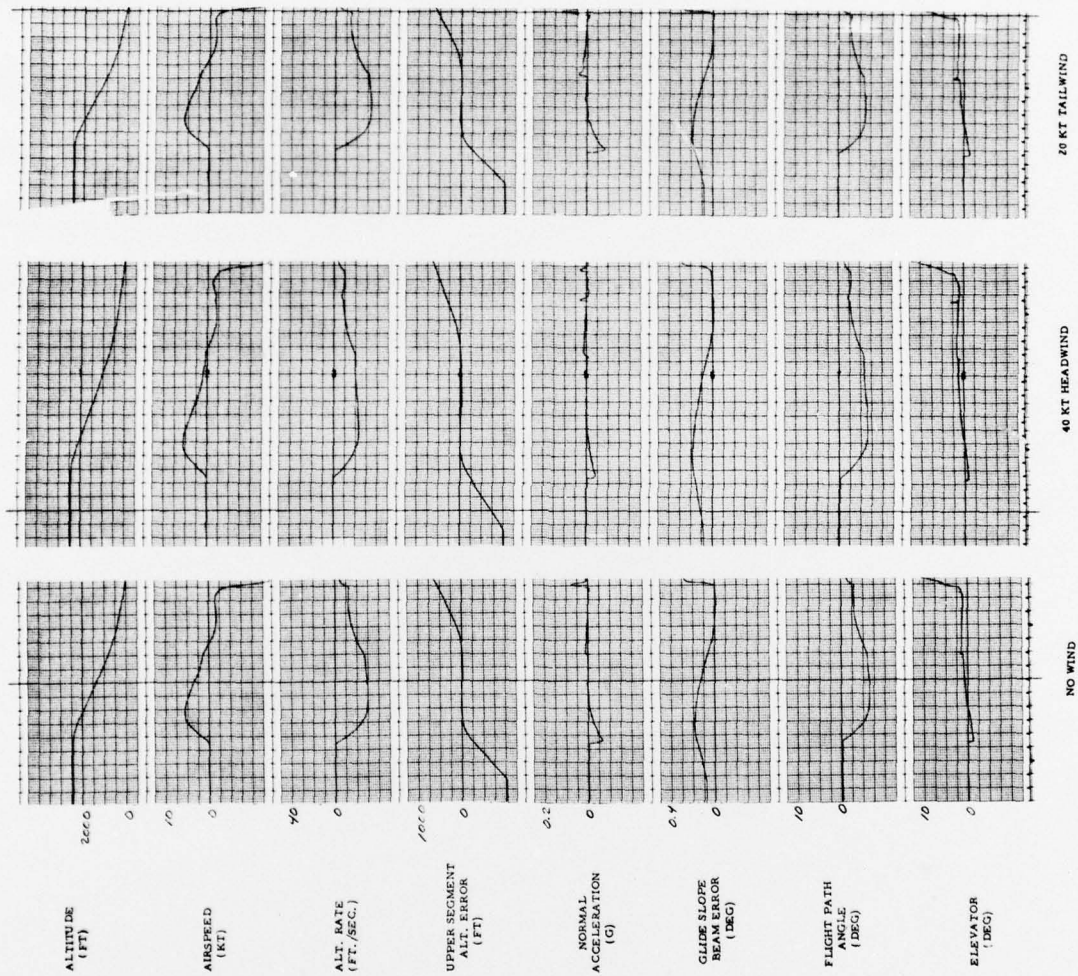 ALTITUDE
(FT)
2000
0
AIRSPEED
(KT)
10
0
ALT. RATE
(FT./SEC.)
40
0
UPPER SEGMENT
ALT. ERROR
(FT)
1000
0
NORMAL
ACCELERATION
(G)
0.2
0
GLIDE SLOPE
BEAM ERROR
(DEG)
0.4
0
FLIGHT PATH
ANGLE
(DEG)
10
0
ELEVATOR
(DEG)
10
0
NO WIND
40 KT HEADWIND
20 KT TAILWIND